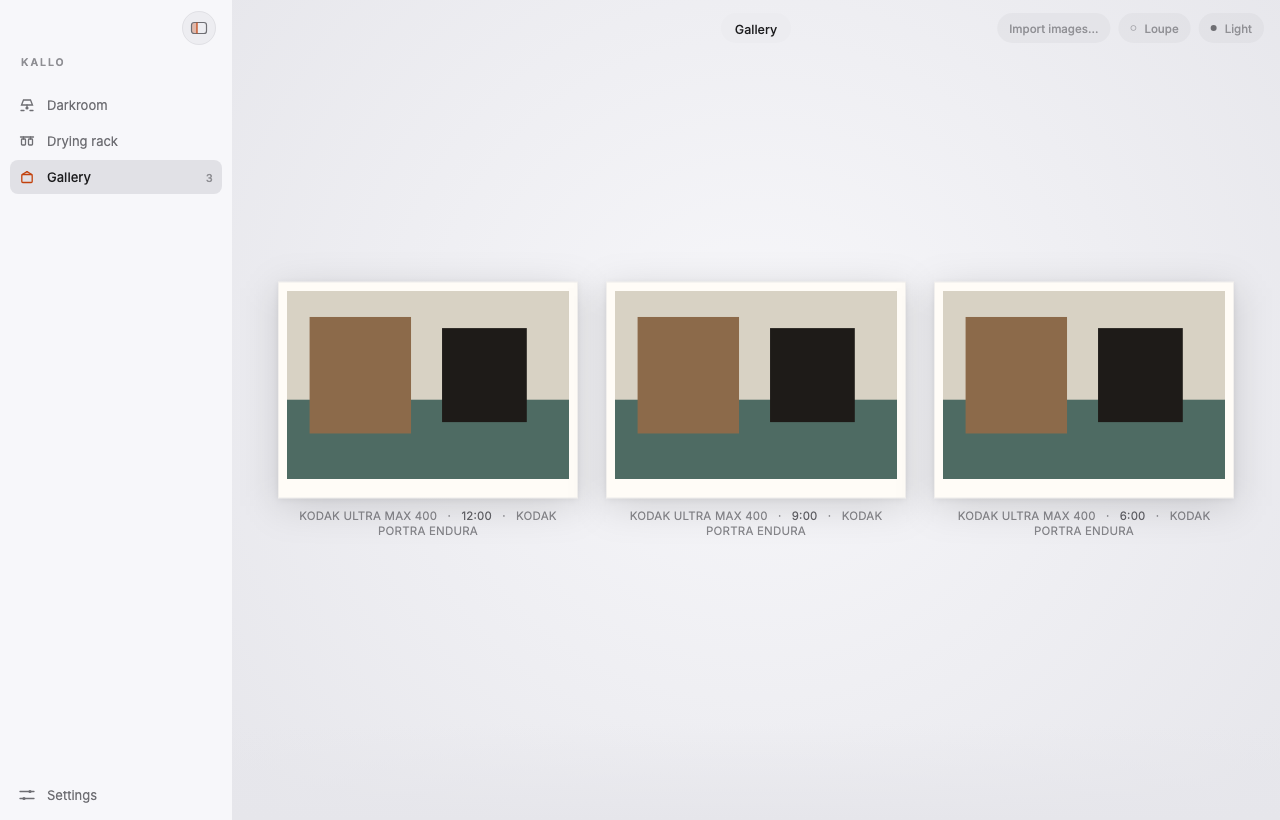 KALLO
Darkroom
Drying rack
Gallery
3
Settings
Gallery
Import images...
Loupe
Light
KODAK ULTRA MAX 400 · 12:00 · KODAK
PORTRA ENDURA
KODAK ULTRA MAX 400 · 9:00 · KODAK
PORTRA ENDURA
KODAK ULTRA MAX 400 · 6:00 · KODAK
PORTRA ENDURA